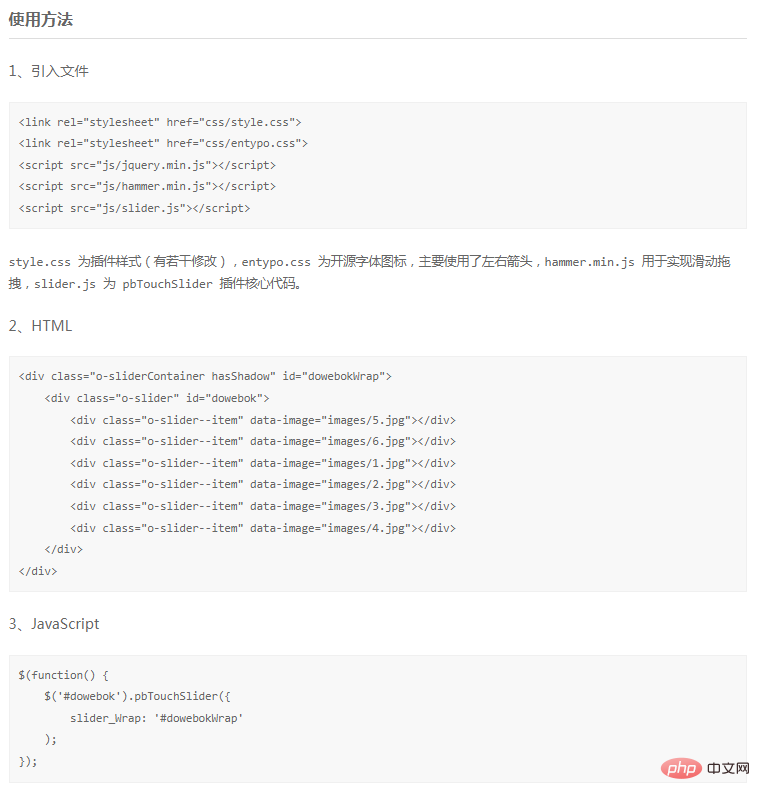 使用方法
1、引入文件
<link rel="stylesheet" href="css/style.css">
<link rel="stylesheet" href="css/entypo.css">
<script src="js/jquery.min.js"></script>
<script src="js/hammer.min.js"></script>
<script src="js/slider.js"></script>
style.css 为插件样式（有若干修改），entypo.css 为开源字体图标，主要使用了左右箭头，hammer.min.js 用于实现滑动拖
拽，slider.js 为 pbTouchSlider 插件核心代码。
2、HTML
<div class="o-sliderContainer hasShadow" id="dowebokWrap">
    <div class="o-slider" id="dowebok">
        <div class="o-slider--item" data-image="images/5.jpg"></div>
        <div class="o-slider--item" data-image="images/6.jpg"></div>
        <div class="o-slider--item" data-image="images/1.jpg"></div>
        <div class="o-slider--item" data-image="images/2.jpg"></div>
        <div class="o-slider--item" data-image="images/3.jpg"></div>
        <div class="o-slider--item" data-image="images/4.jpg"></div>
    </div>
</div>
3、JavaScript
$(function() {
    $('#dowebok').pbTouchSlider({
        slider_Wrap: '#dowebokWrap'
    );
});
php 中文网